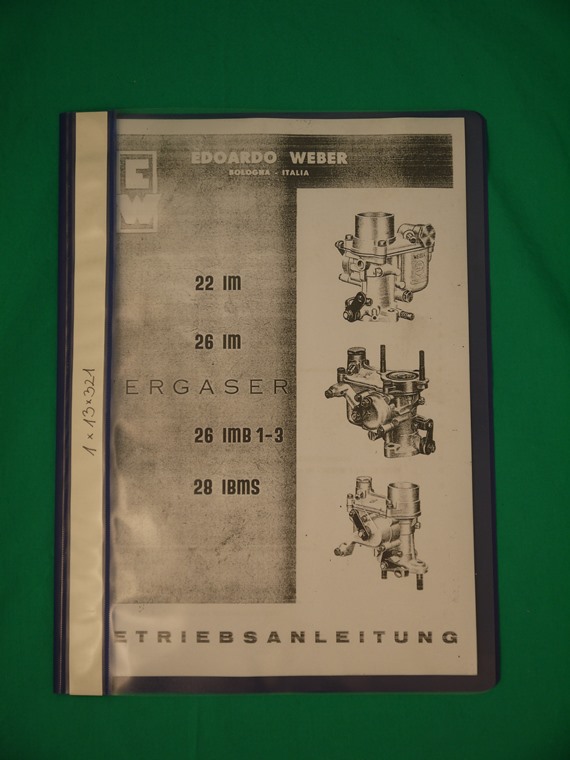 EDOARDO WEBER
BOLOGNA - ITALIA
E
W
22 IM
26 IM
ERGASER
26 IMB 1-3
28 IBMS
ETRIEBSANLEITUNG
1 x 13 x 321